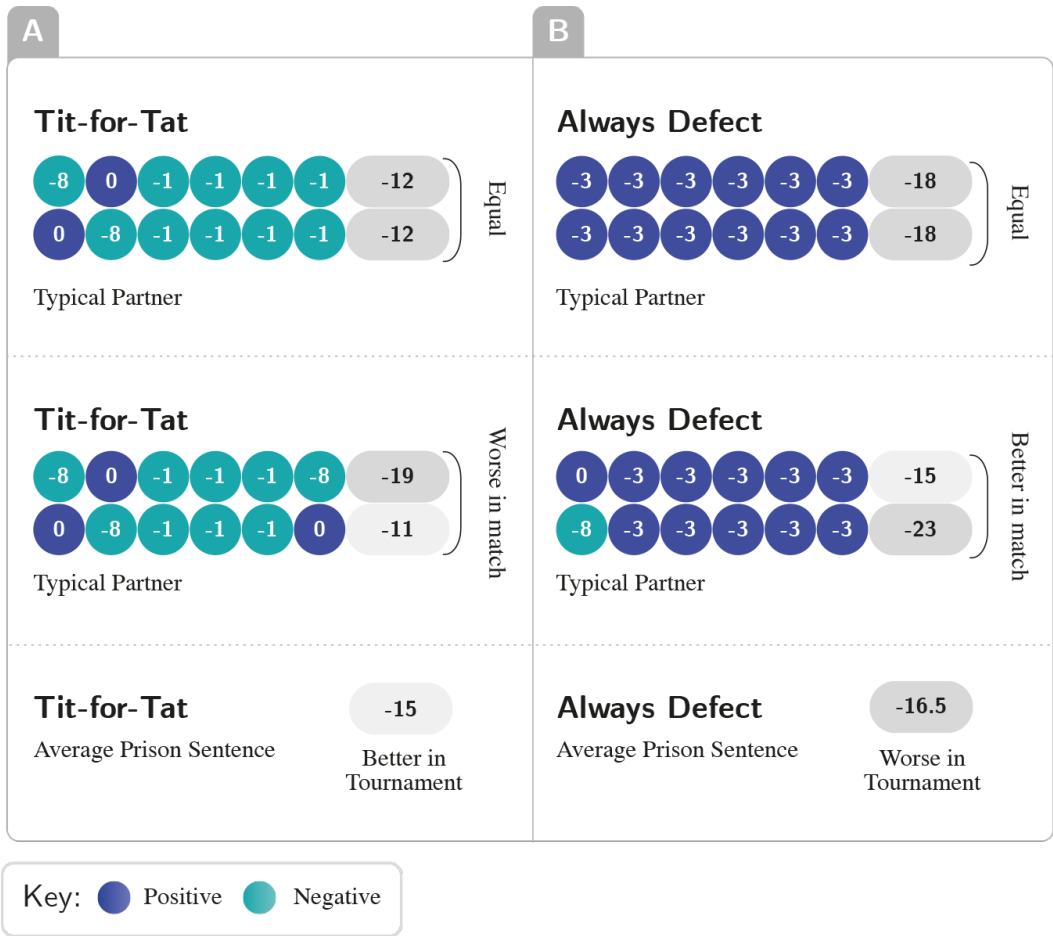 A
Tit-for-Tat
-8 0 -1 -1 -1 -1 -12
0 -8 -1 -1 -1 -1 -12
Equal
Typical Partner
Tit-for-Tat
-8 0 -1 -1 -1 -8 -19
0 -8 -1 -1 -1 0 -11
Worse in match
Typical Partner
Tit-for-Tat
-15
Average Prison Sentence
Better in
Tournament
B
Always Defect
-3 -3 -3 -3 -3 -3 -18
-3 -3 -3 -3 -3 -3 -18
Equal
Typical Partner
Always Defect
0 -3 -3 -3 -3 -3 -15
-8 -3 -3 -3 -3 -3 -23
Better in match
Typical Partner
Always Defect
-16.5
Average Prison Sentence
Worse in
Tournament
Key: Positive Negative